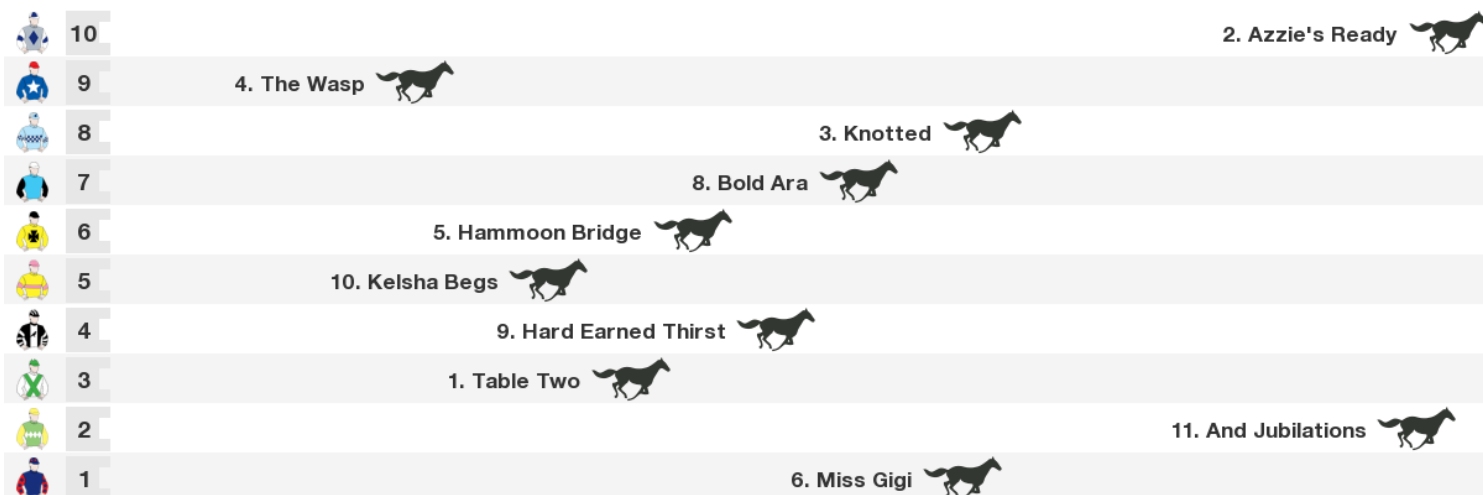 10 2. Azzie's Ready
9 4. The Wasp
8 3. Knotted
7 8. Bold Ara
6 5. Hammoon Bridge
5 10. Kelsha Begs
4 9. Hard Earned Thirst
3 1. Table Two
2 11. And Jubilations
1 6. Miss Gigi